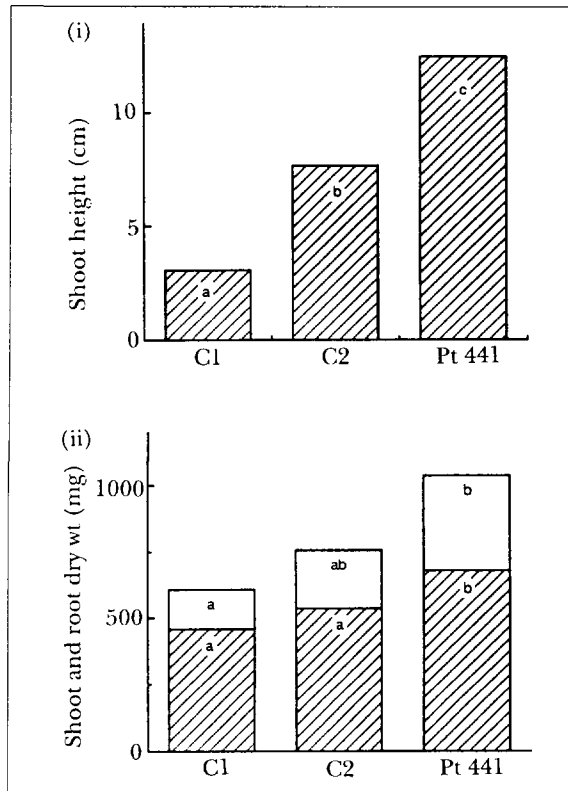 (i)
Shoot height (cm)
10
5
0
a
b
c
C1
C2
Pt 441
(ii)
Shoot and root dry wt (mg)
1000
500
0
a
a
ab
a
b
b
C1
C2
Pt 441